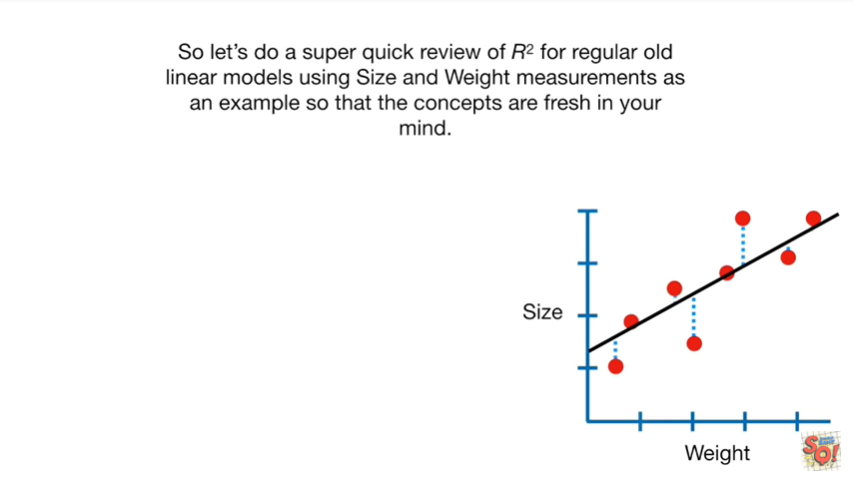 So let's do a super quick review of R² for regular old
linear models using Size and Weight measurements as
an example so that the concepts are fresh in your
mind.
Size
Weight
SQ!